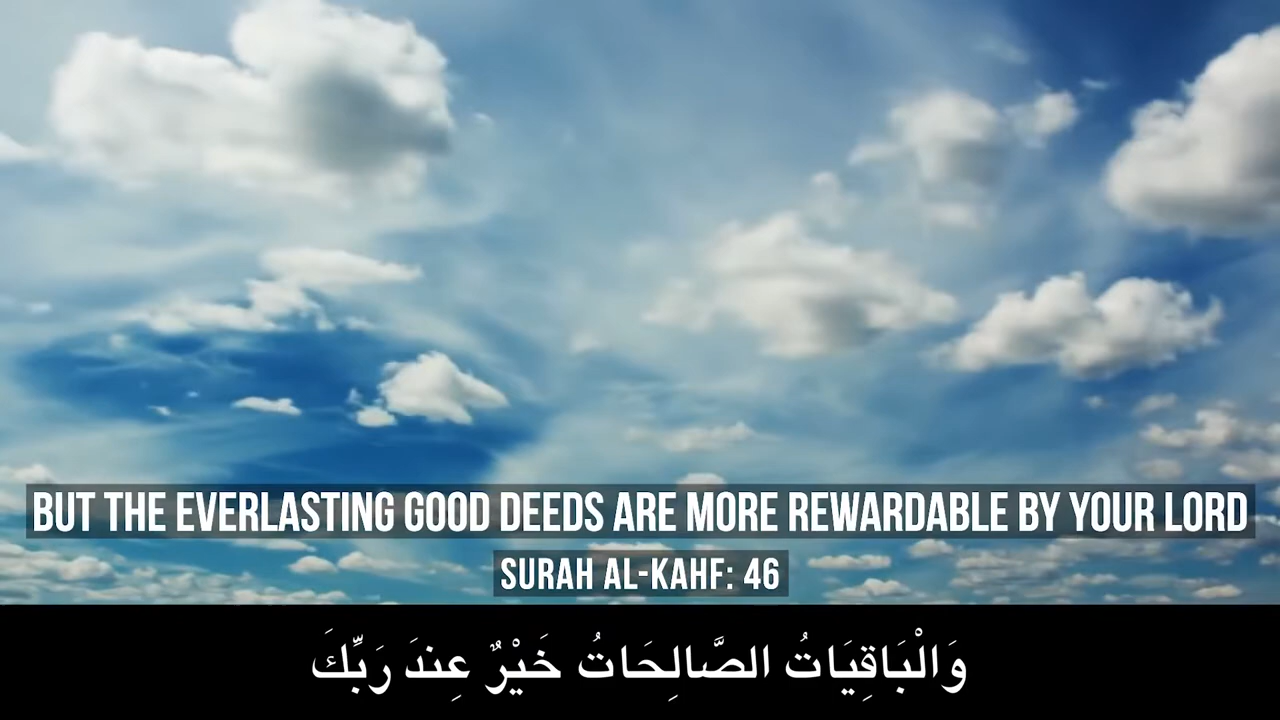 BUT THE EVERLASTING GOOD DEEDS ARE MORE REWARDABLE BY YOUR LORD
SURAH AL-KAHF: 46
وَالْبَاقِيَاتُ الصَّالِحَاتُ خَيْرٌ عِندَ رَبِّكَ